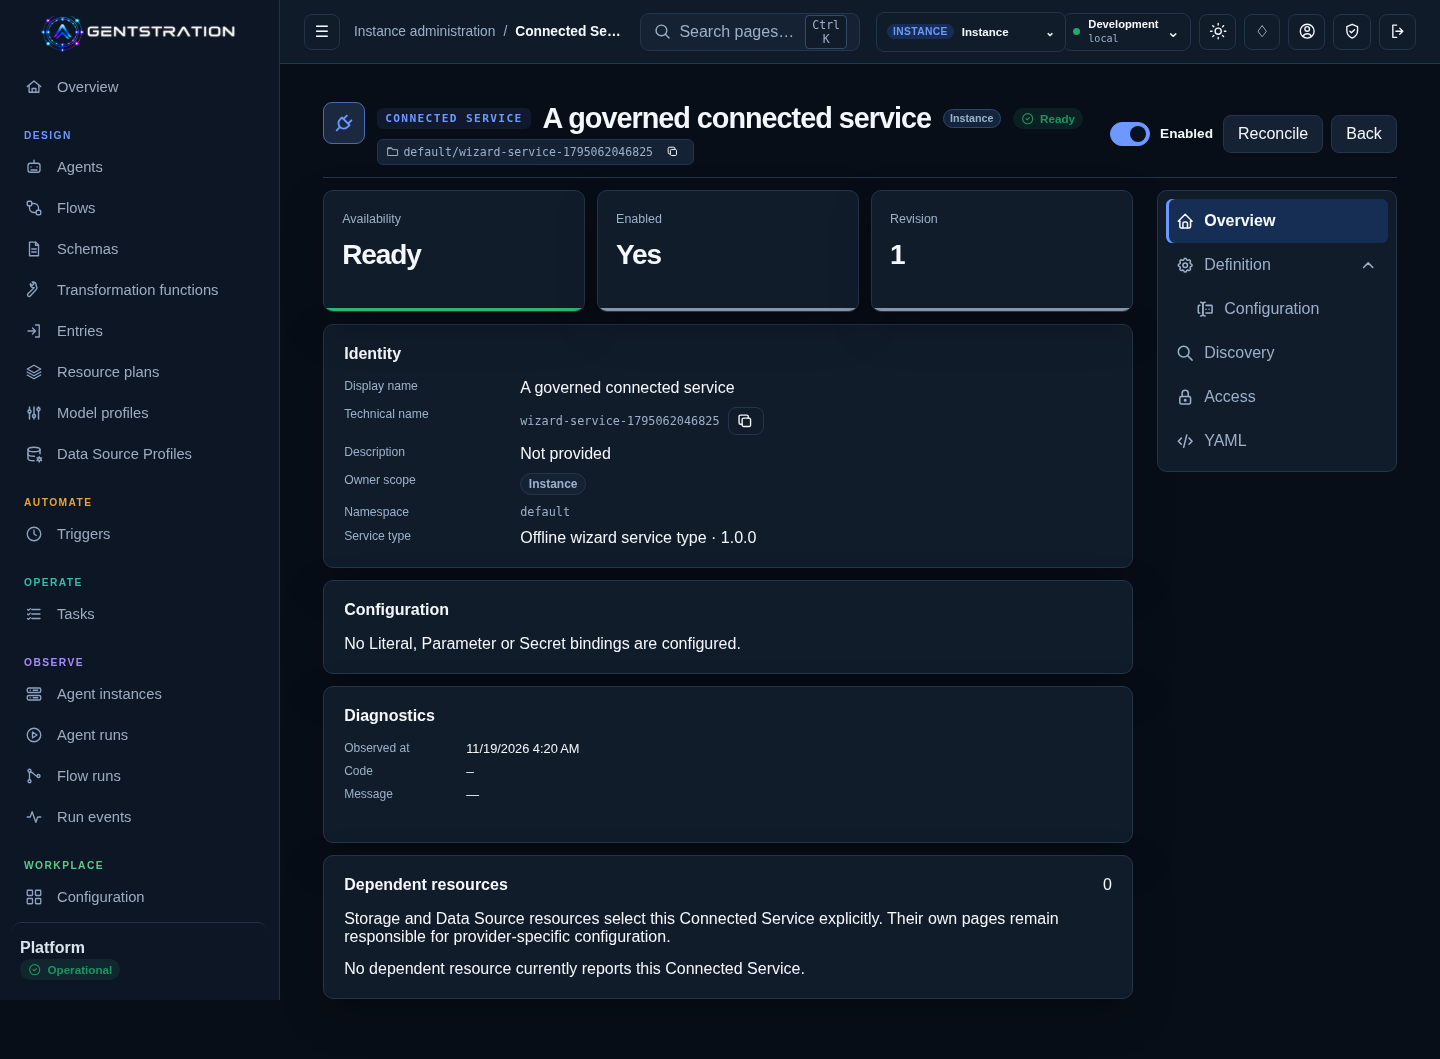 GENTSTRATION
Overview
DESIGN
Agents
Flows
Schemas
Transformation functions
Entries
Resource plans
Model profiles
Data Source Profiles
AUTOMATE
Triggers
OPERATE
Tasks
OBSERVE
Agent instances
Agent runs
Flow runs
Run events
WORKPLACE
Configuration
Platform
Operational
Instance administration / Connected Se…
Search pages… Ctrl K
INSTANCE Instance
Development
local
CONNECTED SERVICE A governed connected service Instance Ready
default/wizard-service-1795062046825
Enabled Reconcile Back
Availability
Ready
Enabled
Yes
Revision
1
Identity
Display name A governed connected service
Technical name wizard-service-1795062046825
Description Not provided
Owner scope Instance
Namespace default
Service type Offline wizard service type · 1.0.0
Configuration
No Literal, Parameter or Secret bindings are configured.
Diagnostics
Observed at 11/19/2026 4:20 AM
Code –
Message —
Dependent resources 0
Storage and Data Source resources select this Connected Service explicitly. Their own pages remain
responsible for provider-specific configuration.
No dependent resource currently reports this Connected Service.
Overview
Definition
Configuration
Discovery
Access
YAML